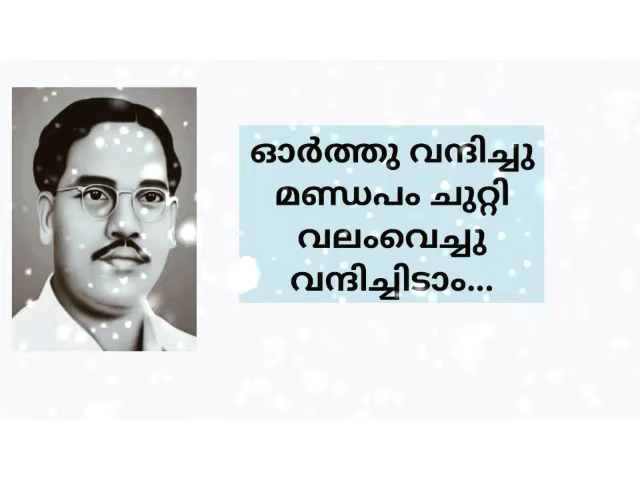 ഓർത്തു വന്ദിച്ചു
മണ്ഡപം ചുറ്റി
വലംവെച്ചു
വന്ദിച്ചിടാം...